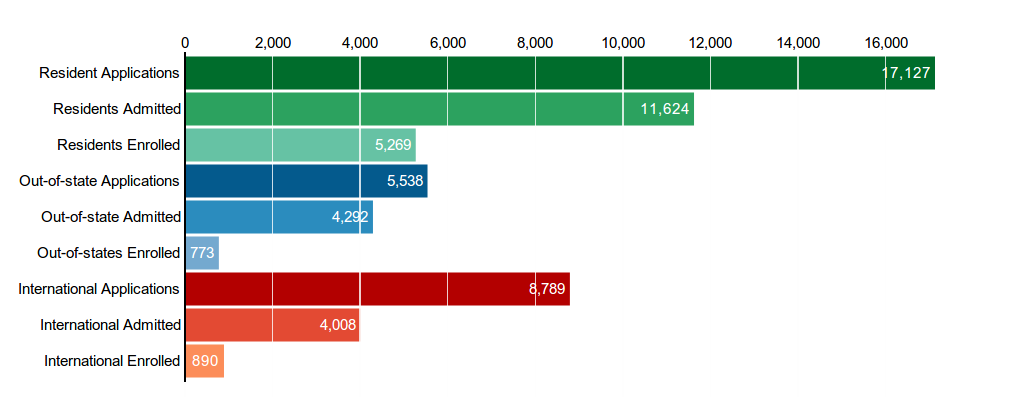 0 2,000 4,000 6,000 8,000 10,000 12,000 14,000 16,000
Resident Applications 17,127
Residents Admitted 11,624
Residents Enrolled 5,269
Out-of-state Applications 5,538
Out-of-state Admitted 4,292
Out-of-states Enrolled 773
International Applications 8,789
International Admitted 4,008
International Enrolled 890